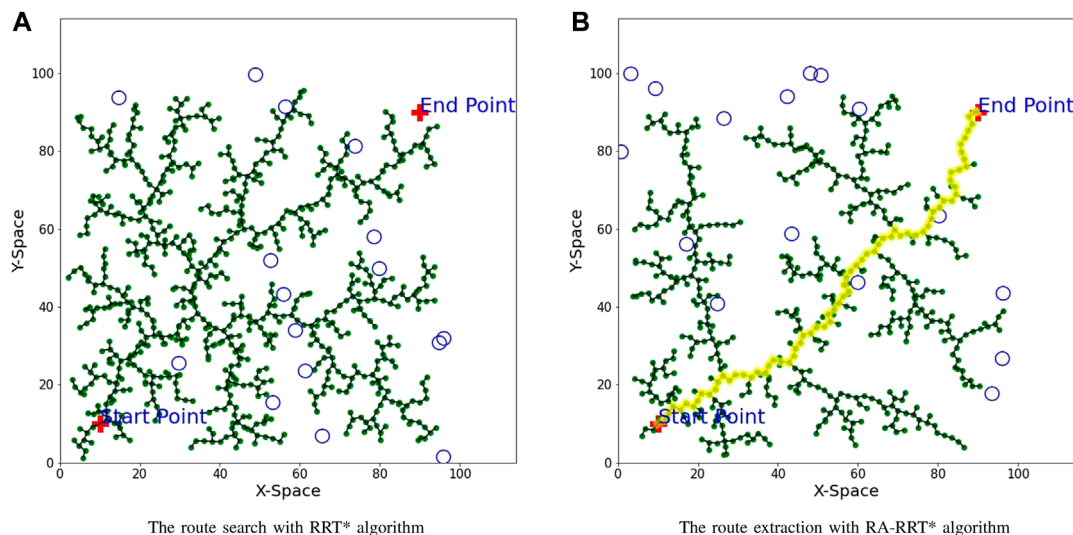 A
B
100
80
60
40
20
0
Y-Space
End Point
Start Point
0
20
40
60
80
100
X-Space
The route search with RRT* algorithm
100
80
60
40
20
0
Y-Space
End Point
Start Point
0
20
40
60
80
100
X-Space
The route extraction with RA-RRT* algorithm